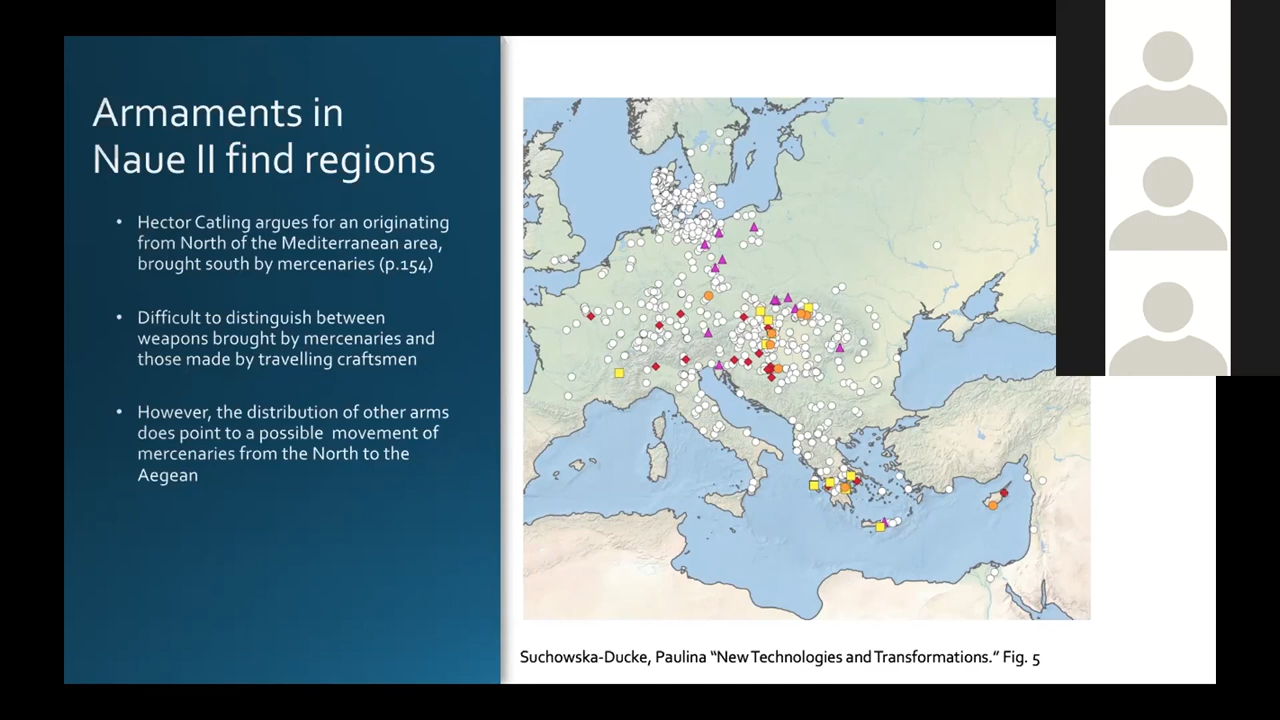 Armaments in
Naue II find regions
• Hector Catling argues for an originating
from North of the Mediterranean area,
brought south by mercenaries (p.154)
• Difficult to distinguish between
weapons brought by mercenaries and
those made by travelling craftsmen
• However, the distribution of other arms
does point to a possible movement of
mercenaries from the North to the
Aegean
Suchowska-Ducke, Paulina “New Technologies and Transformations.” Fig. 5